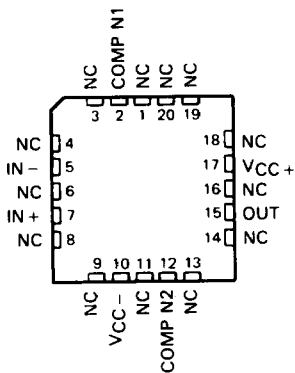 NC COMP N1 NC NC NC
3 2 1 20 19
NC 4 18 NC
IN - 5 17 VCC +
NC 6 16 NC
IN + 7 15 OUT
NC 8 14 NC
9 10 11 12 13
NC VCC - NC COMP N2 NC